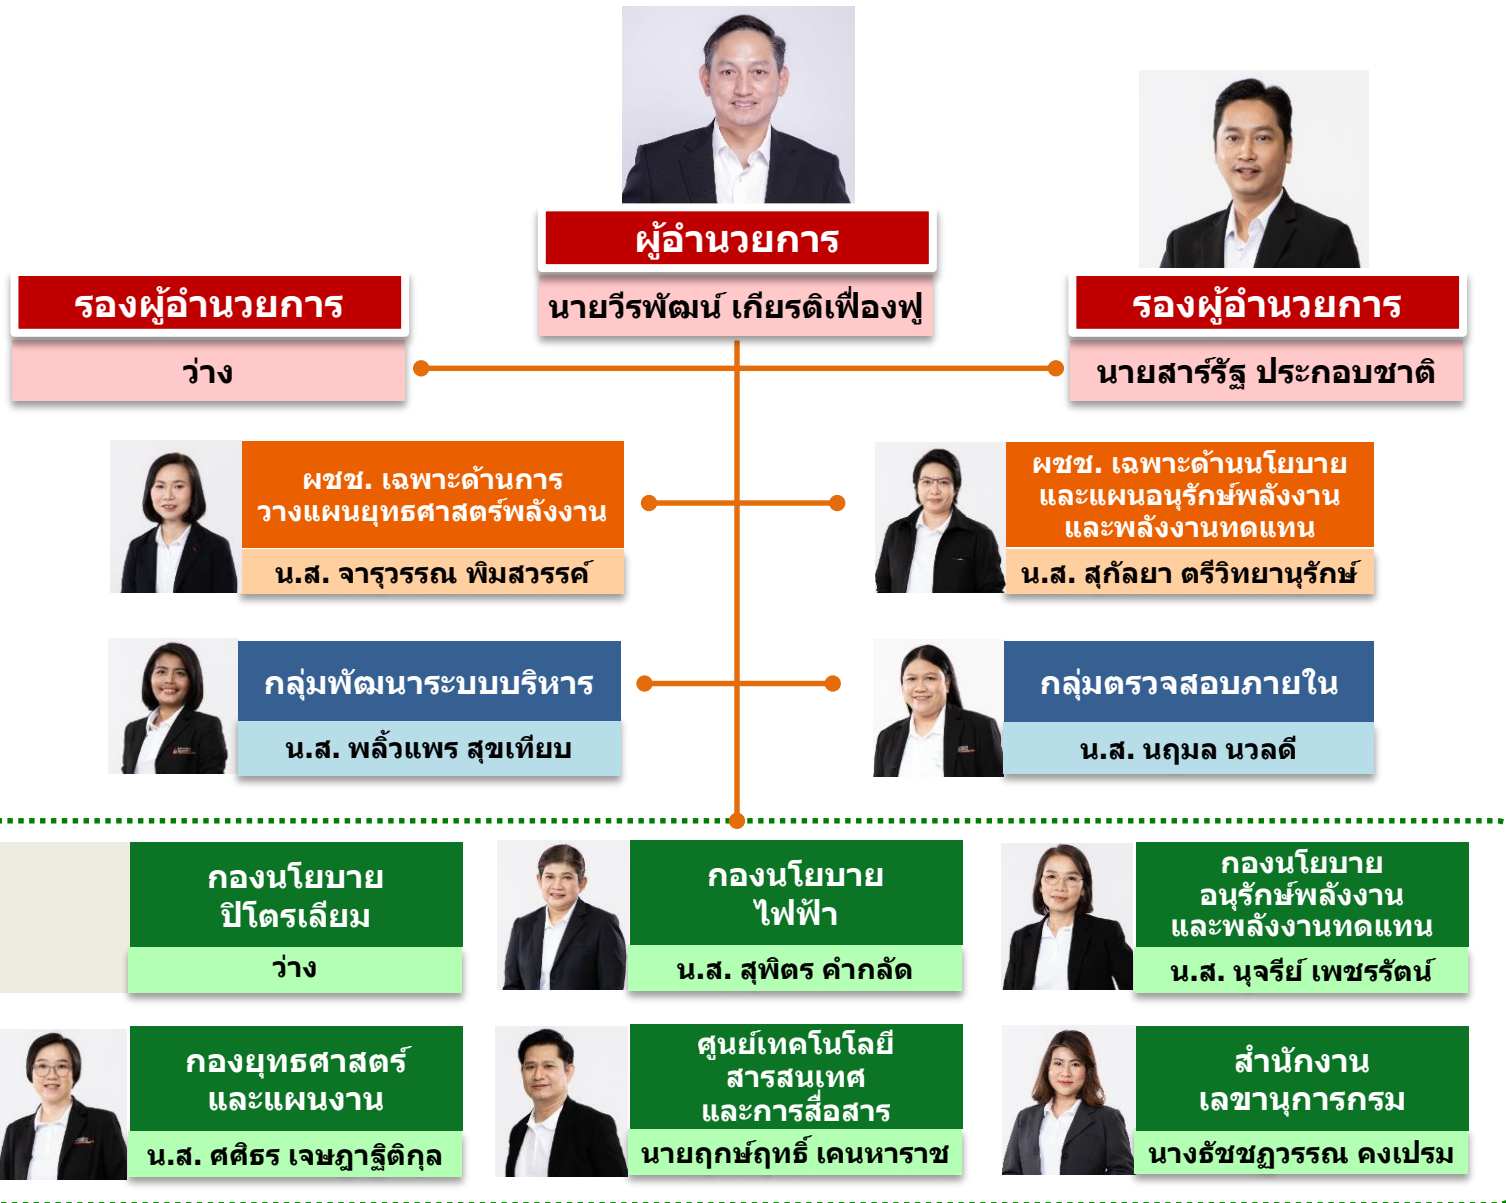 ผู้อำนวยการ
นายวีรพัฒน์ เกียรติเฟื่องฟู
รองผู้อำนวยการ
ว่าง
รองผู้อำนวยการ
นายสาร์รัฐ ประกอบชาติ
ผชช. เฉพาะด้านการ
วางแผนยุทธศาสตร์พลังงาน
น.ส. จารุวรรณ พิมสวรรค์
ผชช. เฉพาะด้านนโยบาย
และแผนอนุรักษ์พลังงาน
และพลังงานทดแทน
น.ส. สุกัลยา ตรีวิทยานุรักษ์
กลุ่มพัฒนาระบบบริหาร
น.ส. พลิ้วแพร สุขเทียบ
กลุ่มตรวจสอบภายใน
น.ส. นฤมล นวลดี
กองนโยบาย
ปิโตรเลียม
ว่าง
กองนโยบาย
ไฟฟ้า
น.ส. สุพิตร คำกลัด
กองนโยบาย
อนุรักษ์พลังงาน
และพลังงานทดแทน
น.ส. นุจรีย์ เพชรรัตน์
กองยุทธศาสตร์
และแผนงาน
น.ส. ศศิธร เจษฎาฐิติกุล
ศูนย์เทคโนโลยี
สารสนเทศ
และการสื่อสาร
นายฤกษ์ฤทธิ์ เคนหาราช
สำนักงาน
เลขานุการกรม
นางธัชชฎวรรณ คงเปรม